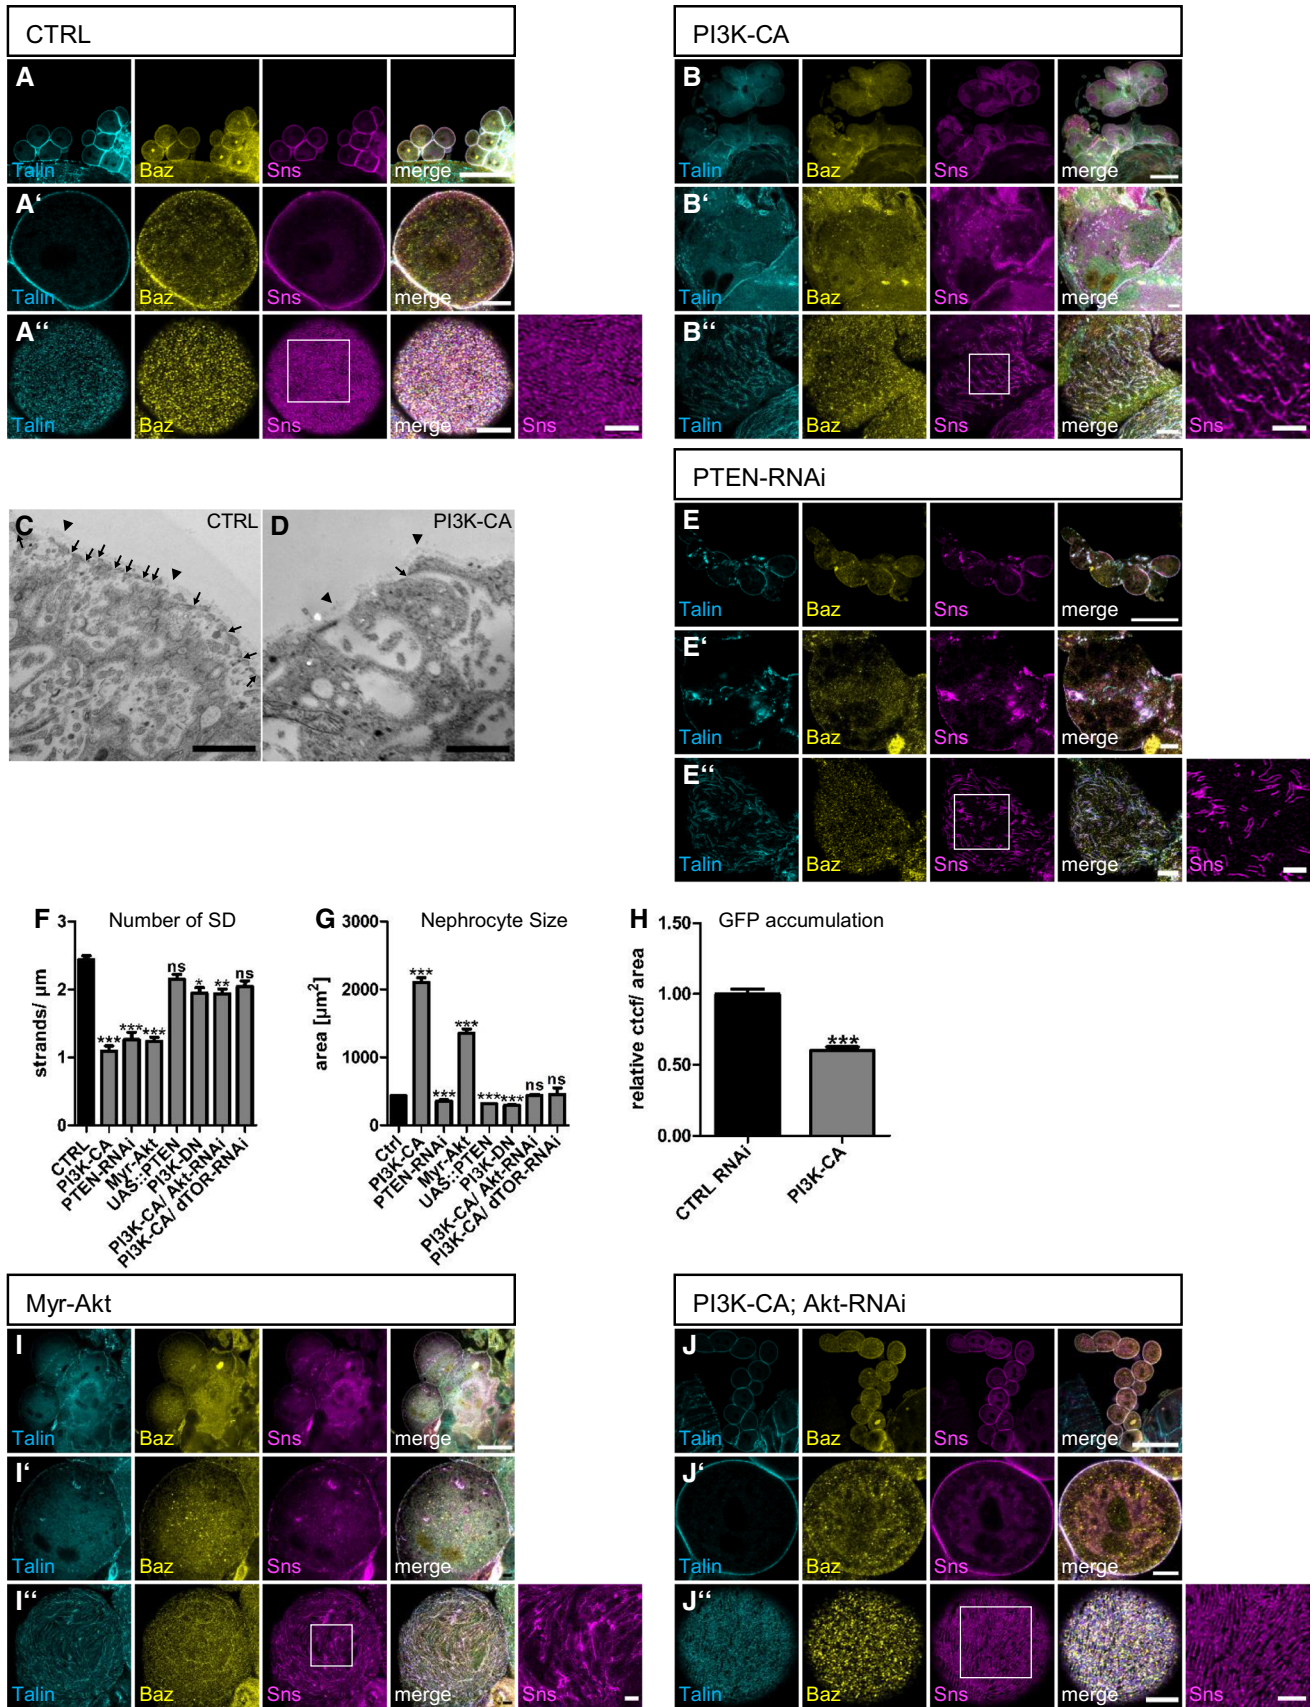 CTRL
A
Talin Baz Sns merge
A'
Talin Baz Sns merge
A''
Talin Baz Sns merge Sns
PI3K-CA
B
Talin Baz Sns merge
B'
Talin Baz Sns merge
B''
Talin Baz Sns merge Sns
C CTRL
D PI3K-CA
PTEN-RNAi
E
Talin Baz Sns merge
E'
Talin Baz Sns merge
E''
Talin Baz Sns merge Sns
F Number of SD
strands/ µm
3
2
1
0
*** *** *** ns * ** ns
CTRL
PI3K-CA
PTEN-RNAi
Myr-Akt
UAS::PTEN
PI3K-DN
PI3K-CA/ Akt-RNAi
PI3K-CA/ dTOR-RNAi
G Nephrocyte Size
area [µm²]
3000
2000
1000
0
*** *** *** *** *** ns ns
Ctrl
PI3K-CA
PTEN-RNAi
Myr-Akt
UAS::PTEN
PI3K-DN
PI3K-CA/ Akt-RNAi
PI3K-CA/ dTOR-RNAi
H GFP accumulation
relative ctcf/ area
1.50
1.00
0.50
0.00
***
CTRL RNAi
PI3K-CA
Myr-Akt
I
Talin Baz Sns merge
I'
Talin Baz Sns merge
I''
Talin Baz Sns merge Sns
PI3K-CA; Akt-RNAi
J
Talin Baz Sns merge
J'
Talin Baz Sns merge
J''
Talin Baz Sns merge Sns